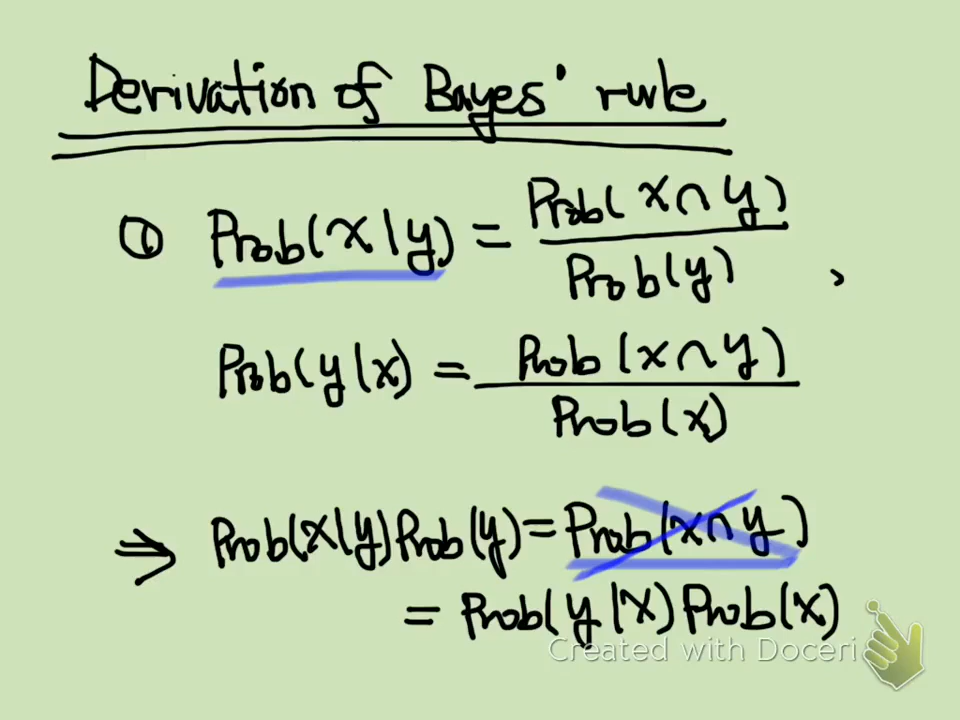 Derivation of Bayes' rule
① Prob(x|y) = Prob(x∩y) / Prob(y) ,
Prob(y|x) = Prob(x∩y) / Prob(x)
⇒ Prob(x|y)Prob(y) = Prob(x∩y)
= Prob(y|x)Prob(x)
Created with Doceri